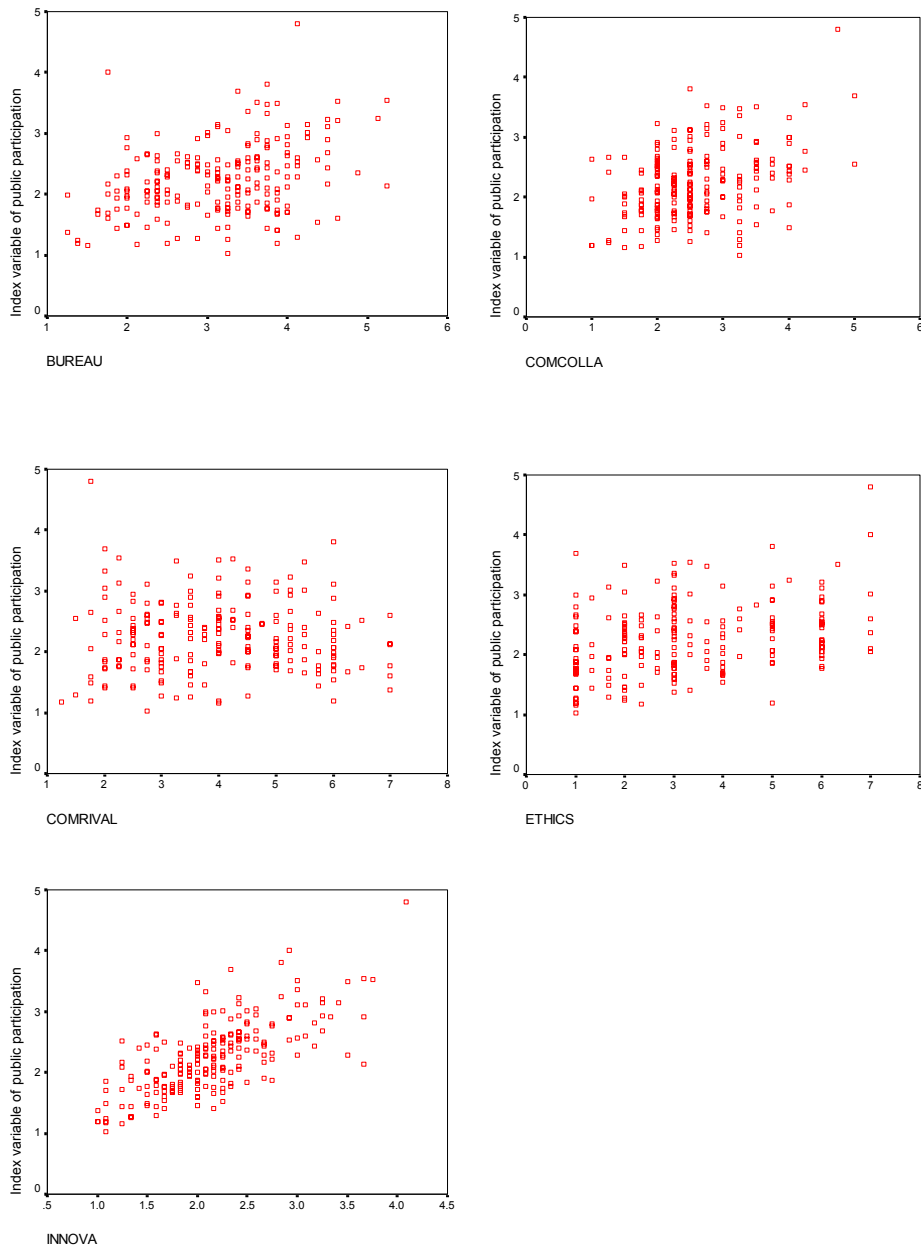 5
4
3
2
1
0
Index variable of public participation
1 2 3 4 5 6
BUREAU
5
4
3
2
1
0
Index variable of public participation
0 1 2 3 4 5 6
COMCOLLA
5
4
3
2
1
0
Index variable of public participation
1 2 3 4 5 6 7 8
COMRIVAL
5
4
3
2
1
0
Index variable of public participation
0 1 2 3 4 5 6 7 8
ETHICS
5
4
3
2
1
0
Index variable of public participation
.5 1.0 1.5 2.0 2.5 3.0 3.5 4.0 4.5
INNOVA